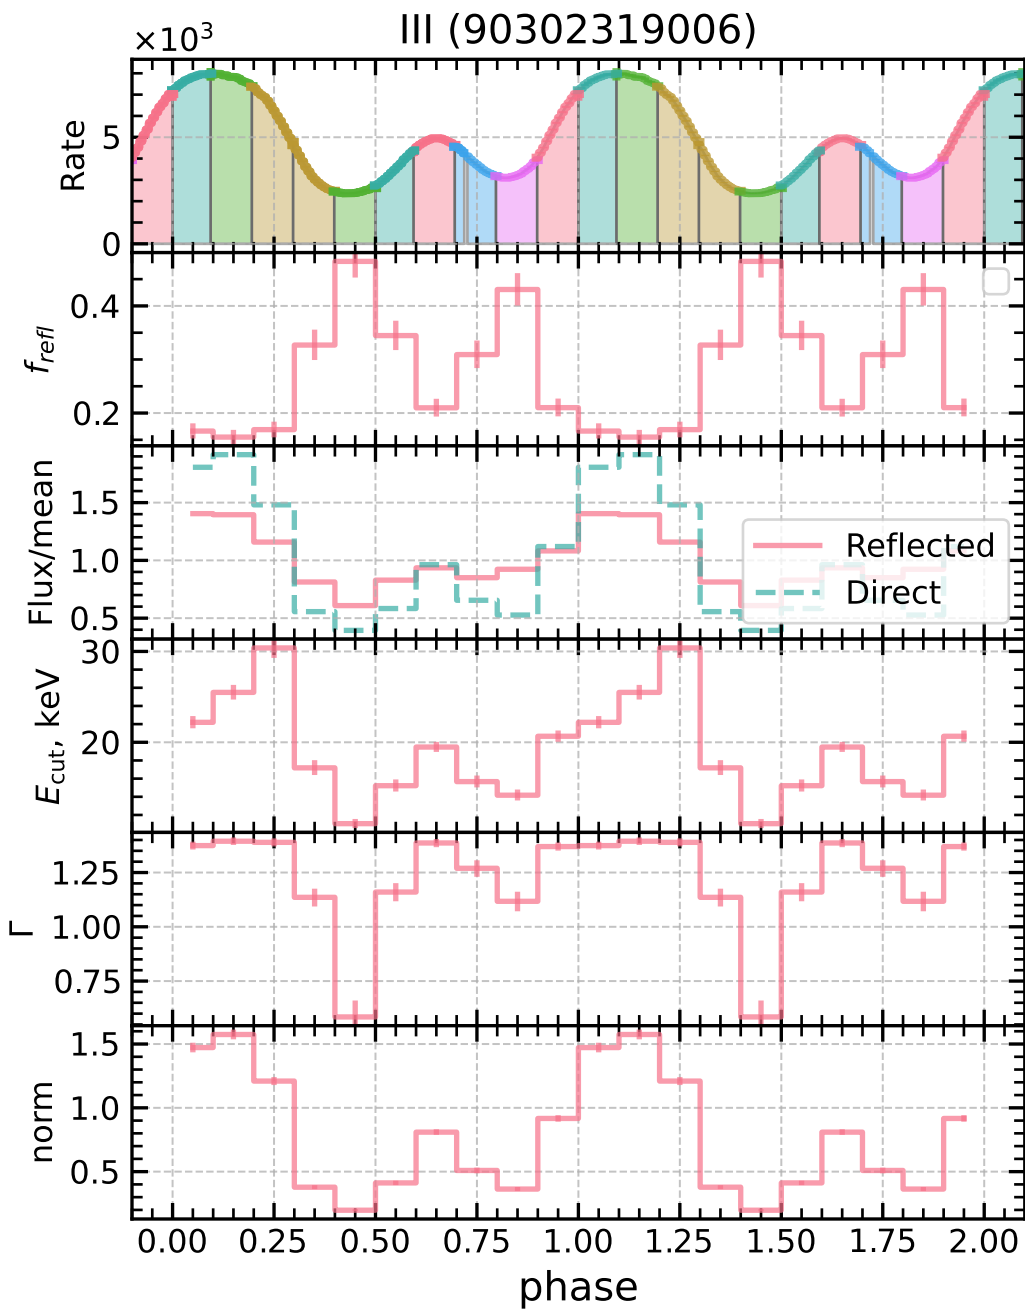 III (90302319006)
×10³
Rate
5
0
f_refl
0.4
0.2
Flux/mean
1.5
1.0
0.5
Reflected
Direct
E_cut, keV
30
20
Γ
1.25
1.00
0.75
norm
1.5
1.0
0.5
0.00 0.25 0.50 0.75 1.00 1.25 1.50 1.75 2.00
phase